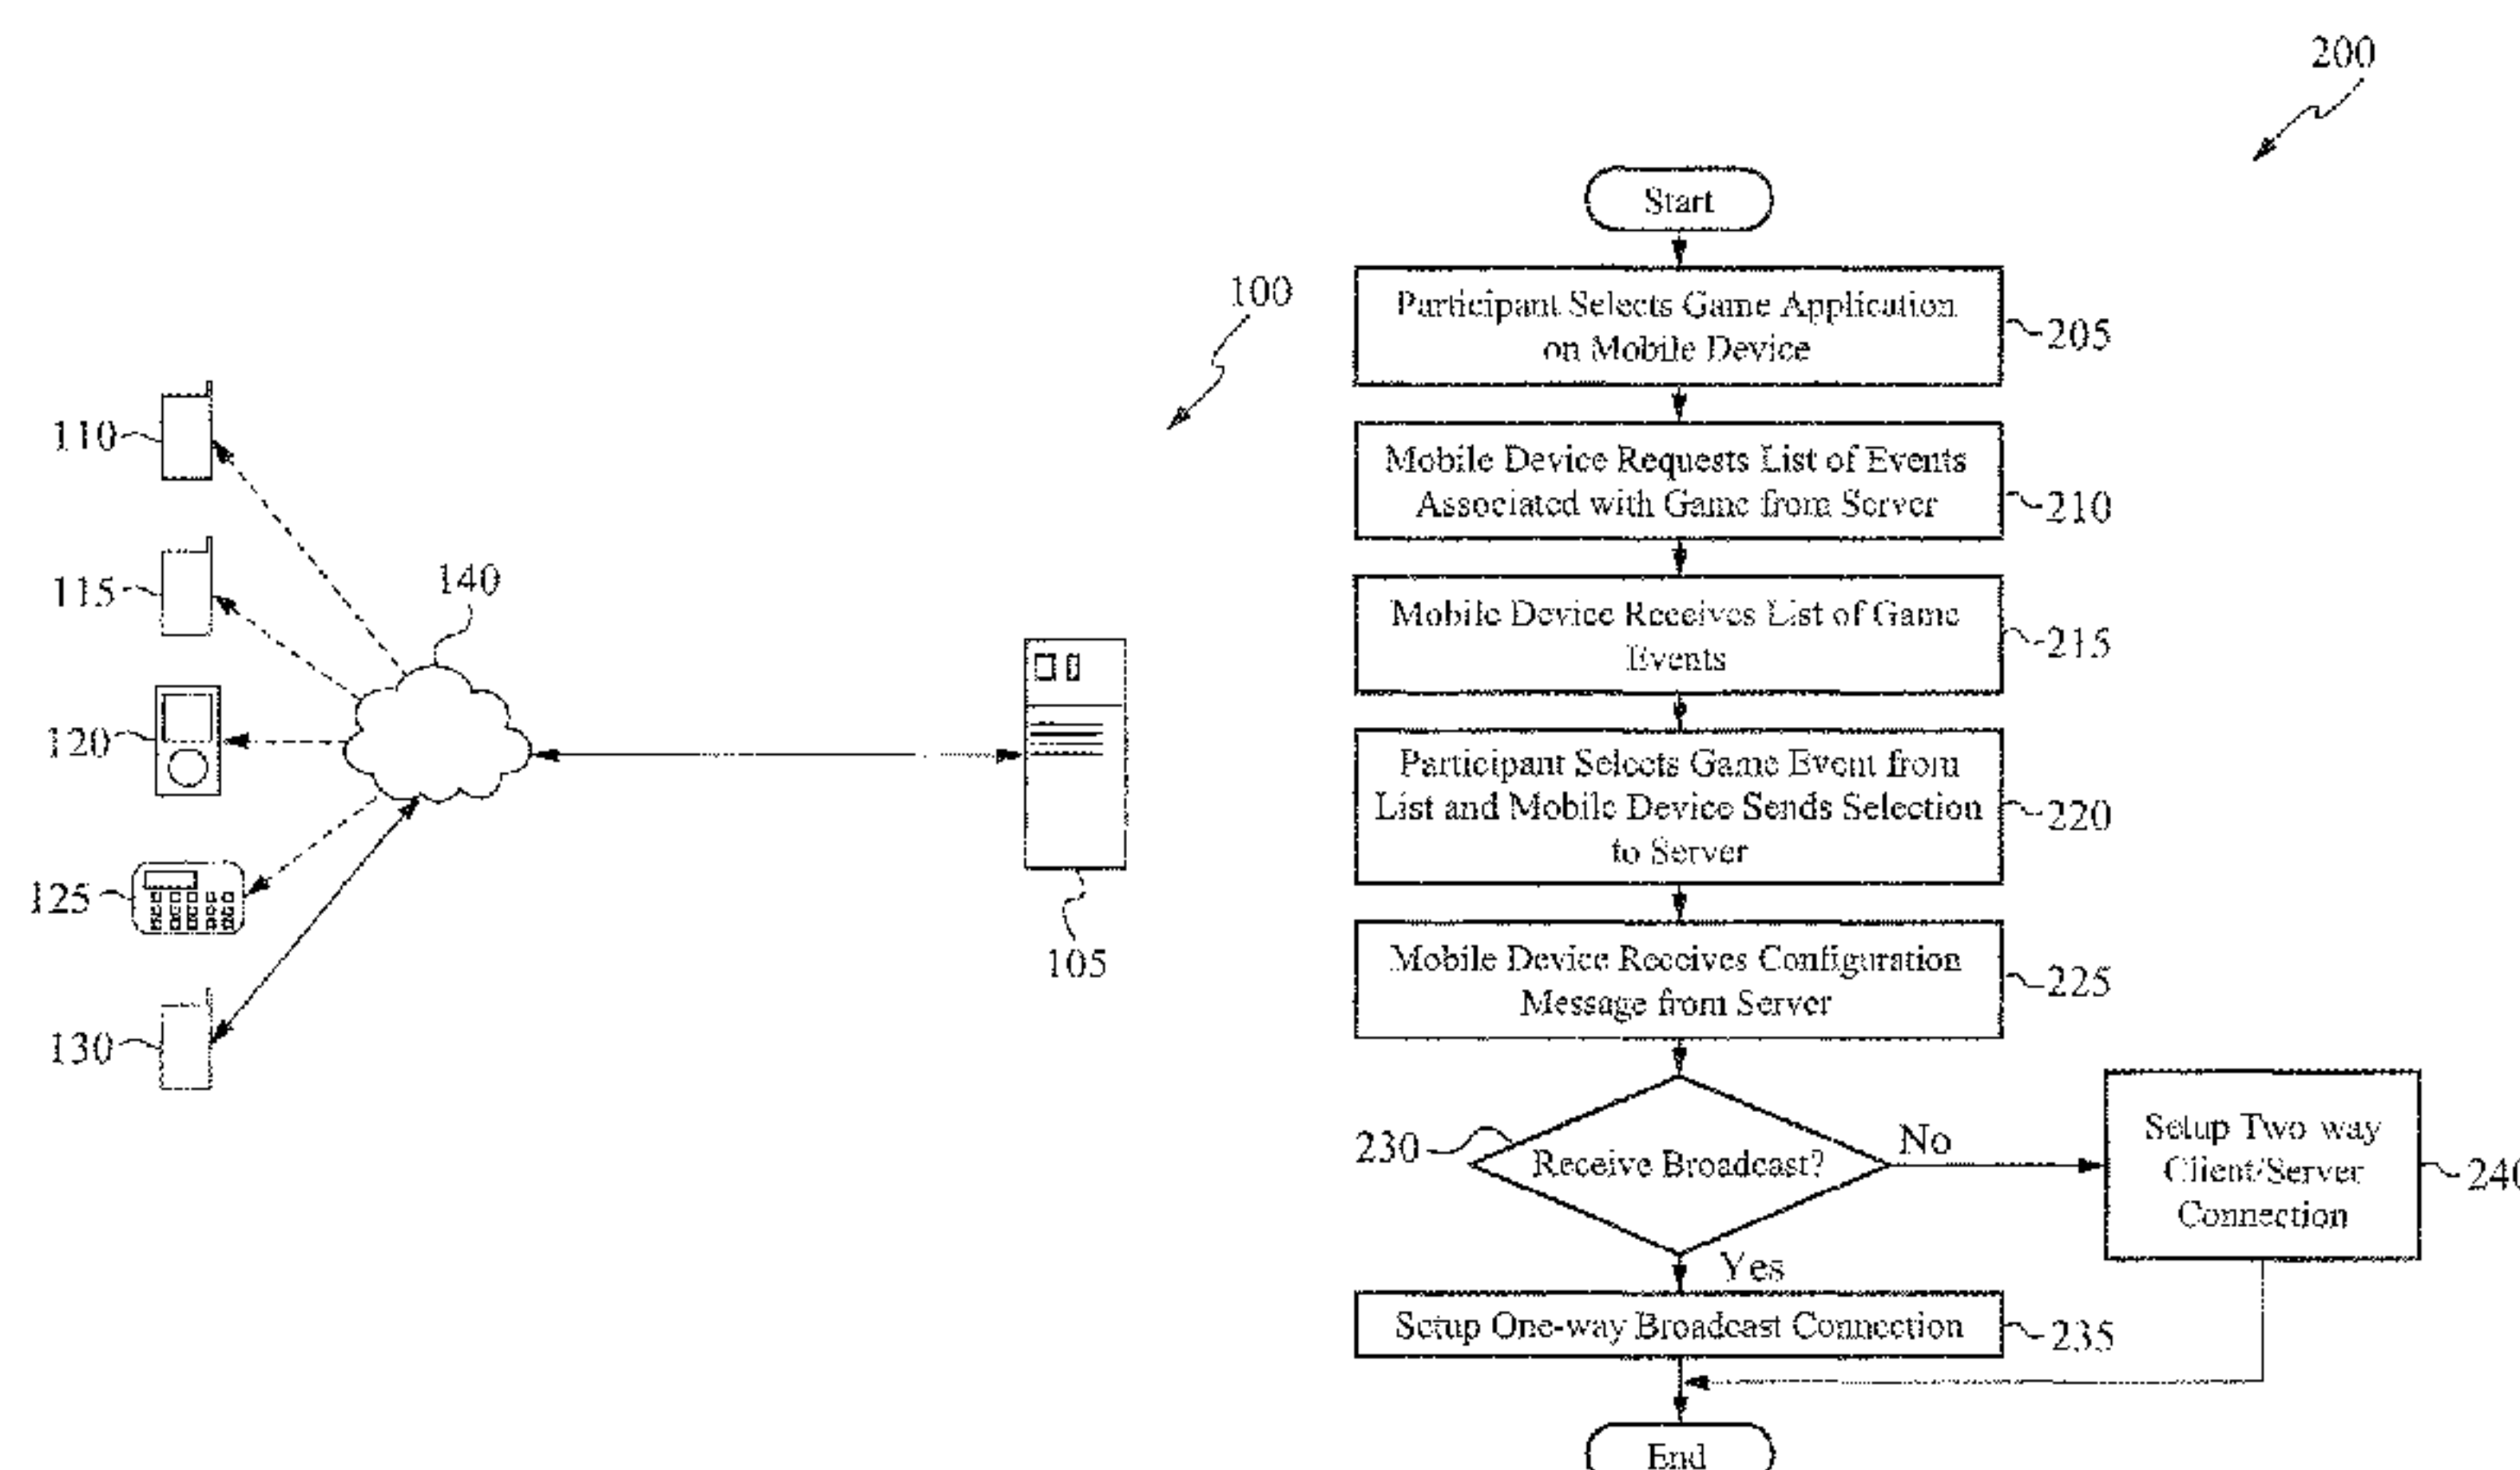 100
110
115
140
120
125
105
130
200
Start
Participant Selects Game Application
on Mobile Device
205
Mobile Device Requests List of Events
Associated with Game from Server
210
Mobile Device Receives List of Game
Events
215
Participant Selects Game Event from
List and Mobile Device Sends Selection
to Server
220
Mobile Device Receives Configuration
Message from Server
225
230
Receive Broadcast?
No
Setup Two way
Client/Server
Connection
240
Yes
Setup One-way Broadcast Connection
235
End